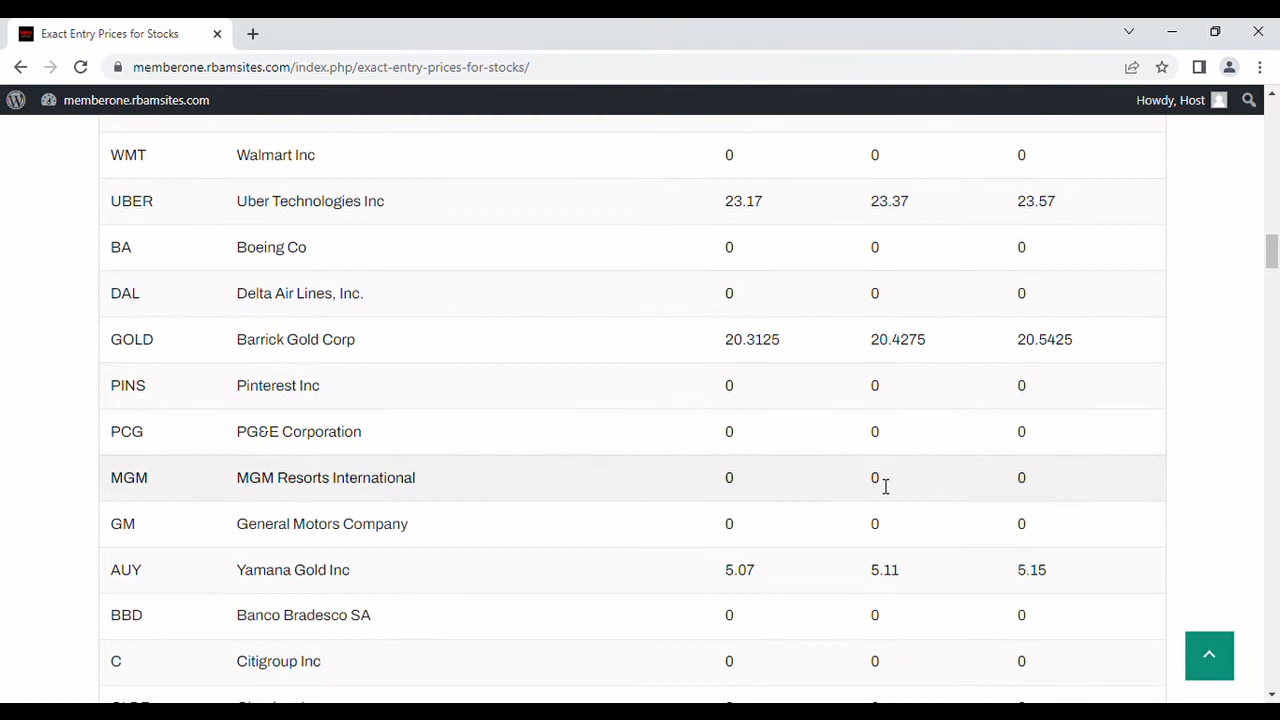 Exact Entry Prices for Stocks
memberone.rbamsites.com/index.php/exact-entry-prices-for-stocks/
memberone.rbamsites.com Howdy, Host
WMT Walmart Inc 0 0 0
UBER Uber Technologies Inc 23.17 23.37 23.57
BA Boeing Co 0 0 0
DAL Delta Air Lines, Inc. 0 0 0
GOLD Barrick Gold Corp 20.3125 20.4275 20.5425
PINS Pinterest Inc 0 0 0
PCG PG&E Corporation 0 0 0
MGM MGM Resorts International 0 0 0
GM General Motors Company 0 0 0
AUY Yamana Gold Inc 5.07 5.11 5.15
BBD Banco Bradesco SA 0 0 0
C Citigroup Inc 0 0 0